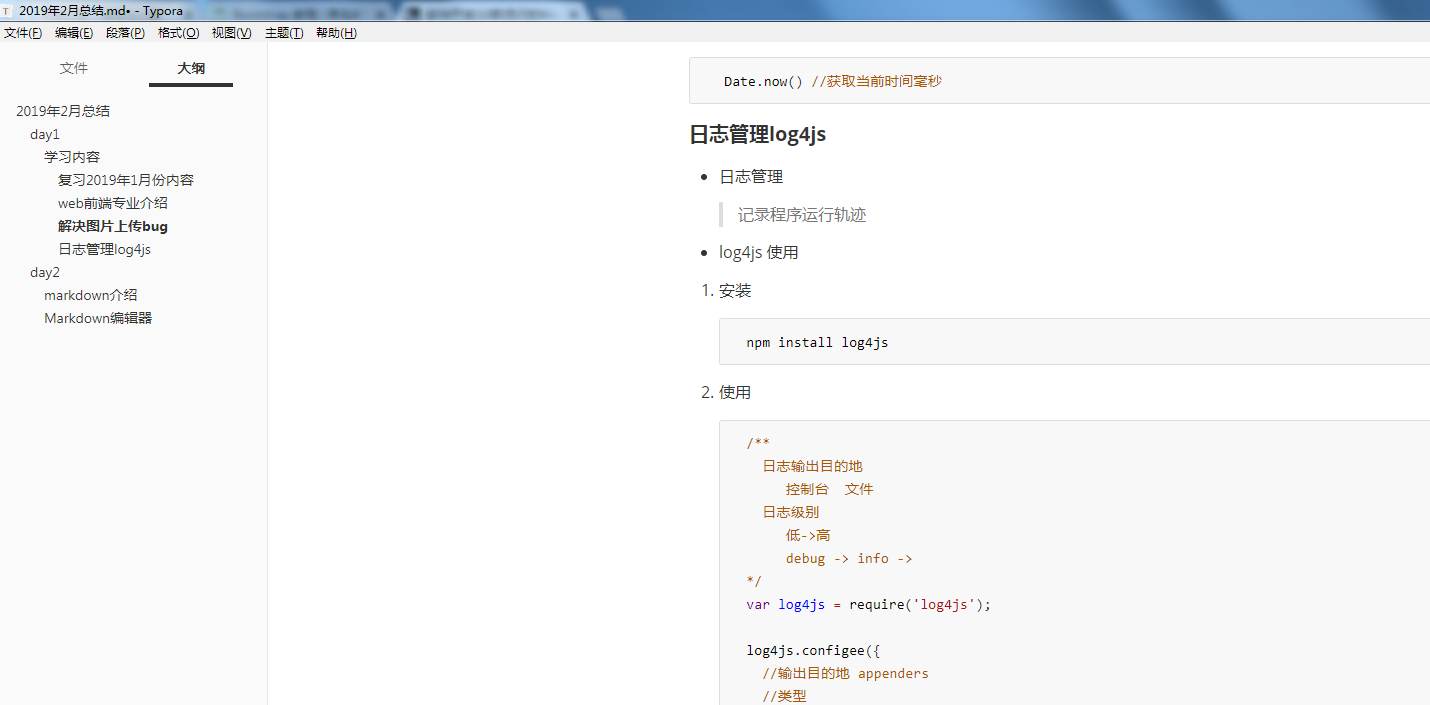 2019年2月总结.md• - Typora
文件(F) 编辑(E) 段落(P) 格式(O) 视图(V) 主题(T) 帮助(H)
文件 大纲
2019年2月总结
day1
学习内容
复习2019年1月份内容
web前端专业介绍
解决图片上传bug
日志管理log4js
day2
markdown介绍
Markdown编辑器
Date.now() //获取当前时间毫秒
日志管理log4js
• 日志管理
记录程序运行轨迹
• log4js 使用
1. 安装
npm install log4js
2. 使用
/**
日志输出目的地
控制台 文件
日志级别
低->高
debug -> info ->
*/
var log4js = require('log4js');
log4js.configee({
//输出目的地 appenders
//类型